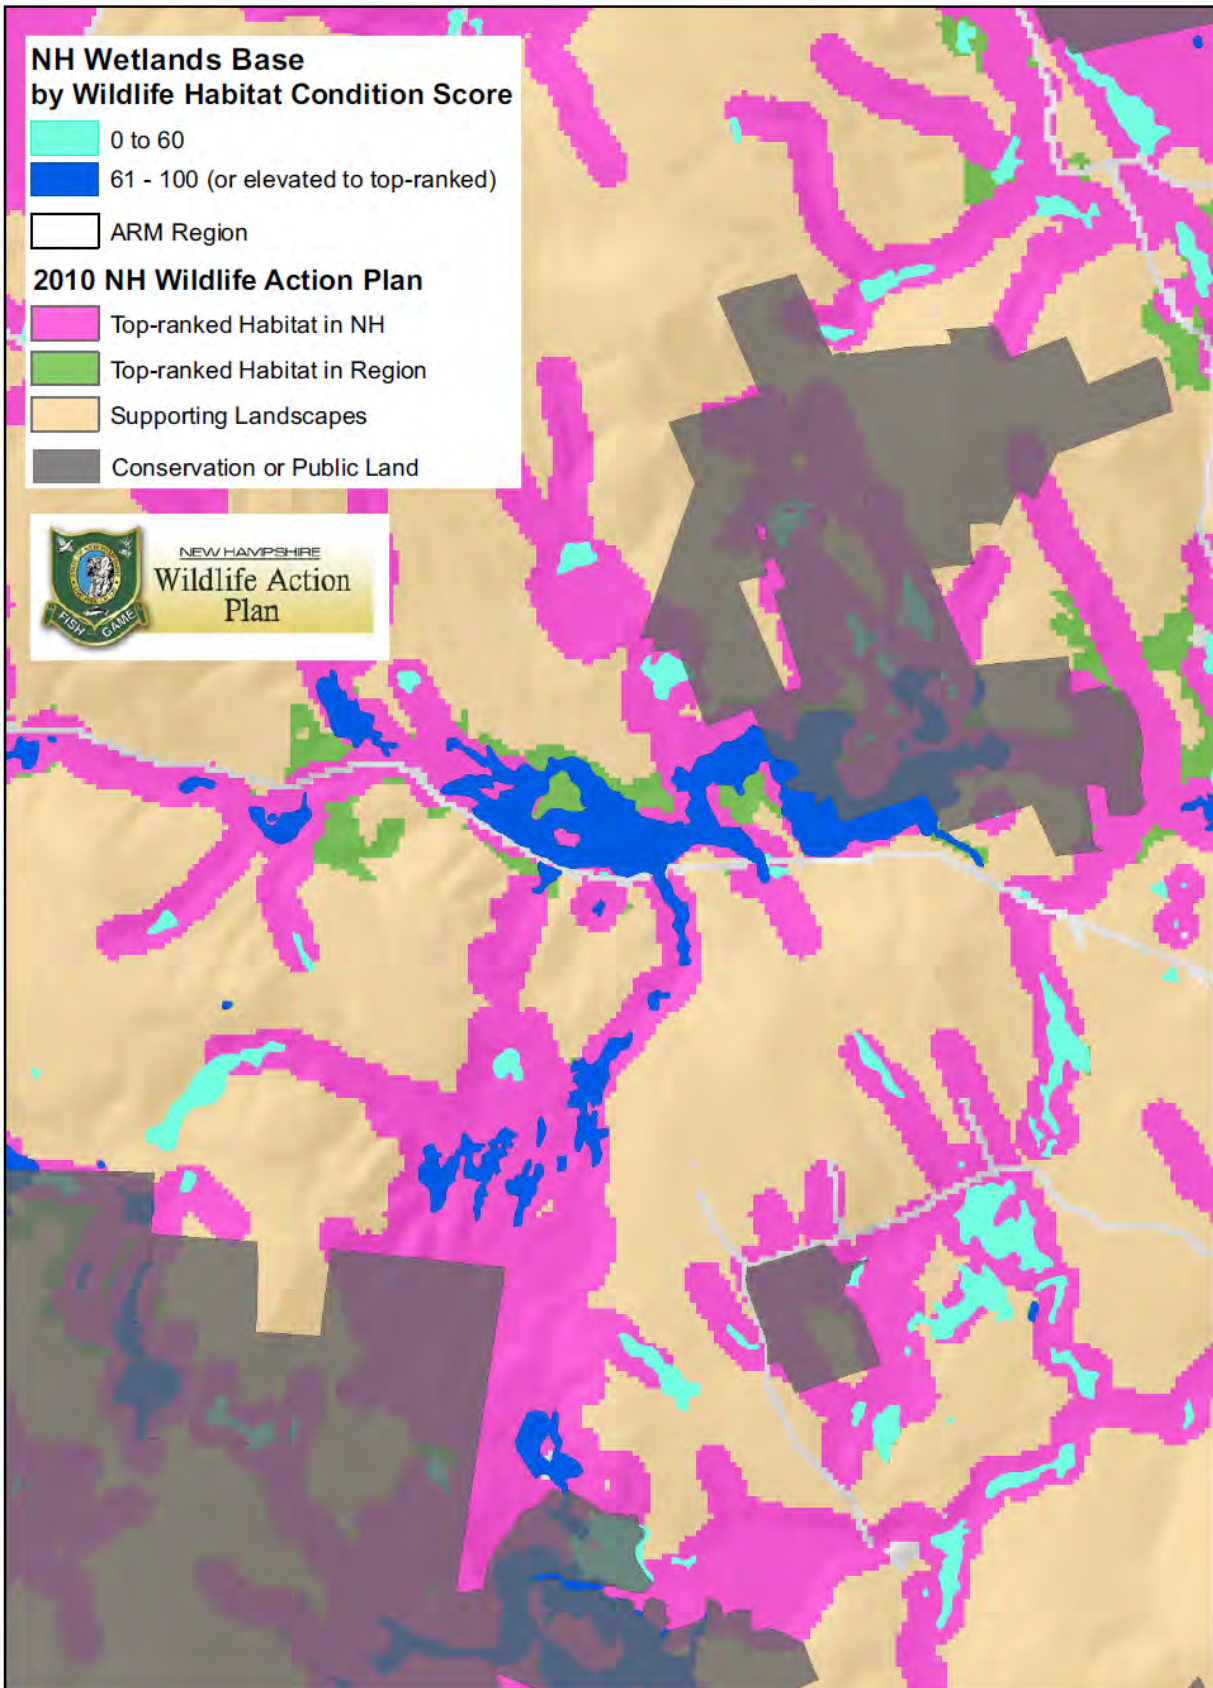 NH Wetlands Base
by Wildlife Habitat Condition Score
0 to 60
61 - 100 (or elevated to top-ranked)
ARM Region
2010 NH Wildlife Action Plan
Top-ranked Habitat in NH
Top-ranked Habitat in Region
Supporting Landscapes
Conservation or Public Land
NEW HAMPSHIRE
Wildlife Action
Plan
FISH AND GAME